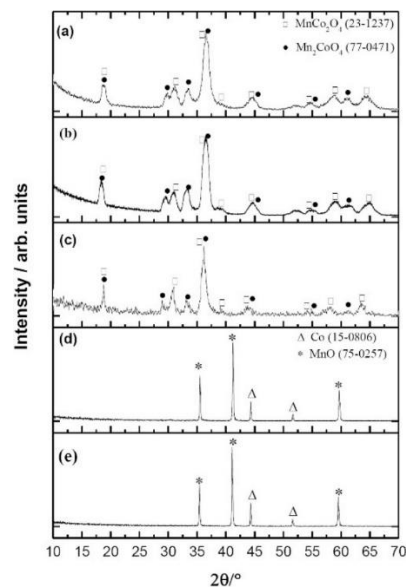 Intensity / arb. units
(a)
□ MnCo₂O₄ (23-1237)
● Mn₂CoO₄ (77-0471)
(b)
(c)
(d)
Δ Co (15-0806)
* MnO (75-0257)
(e)
10 15 20 25 30 35 40 45 50 55 60 65 70
2θ/°